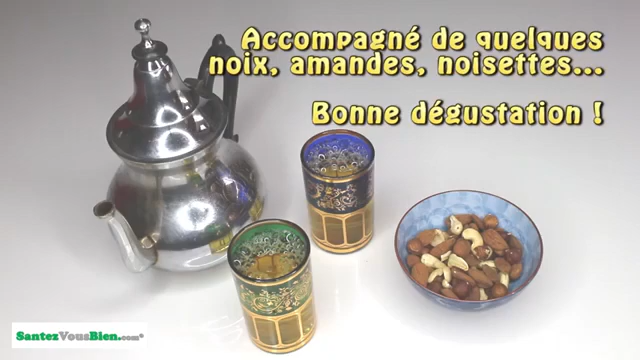 Accompagné de quelques
noix, amandes, noisettes...
Bonne dégustation !
SantezVousBien.com®